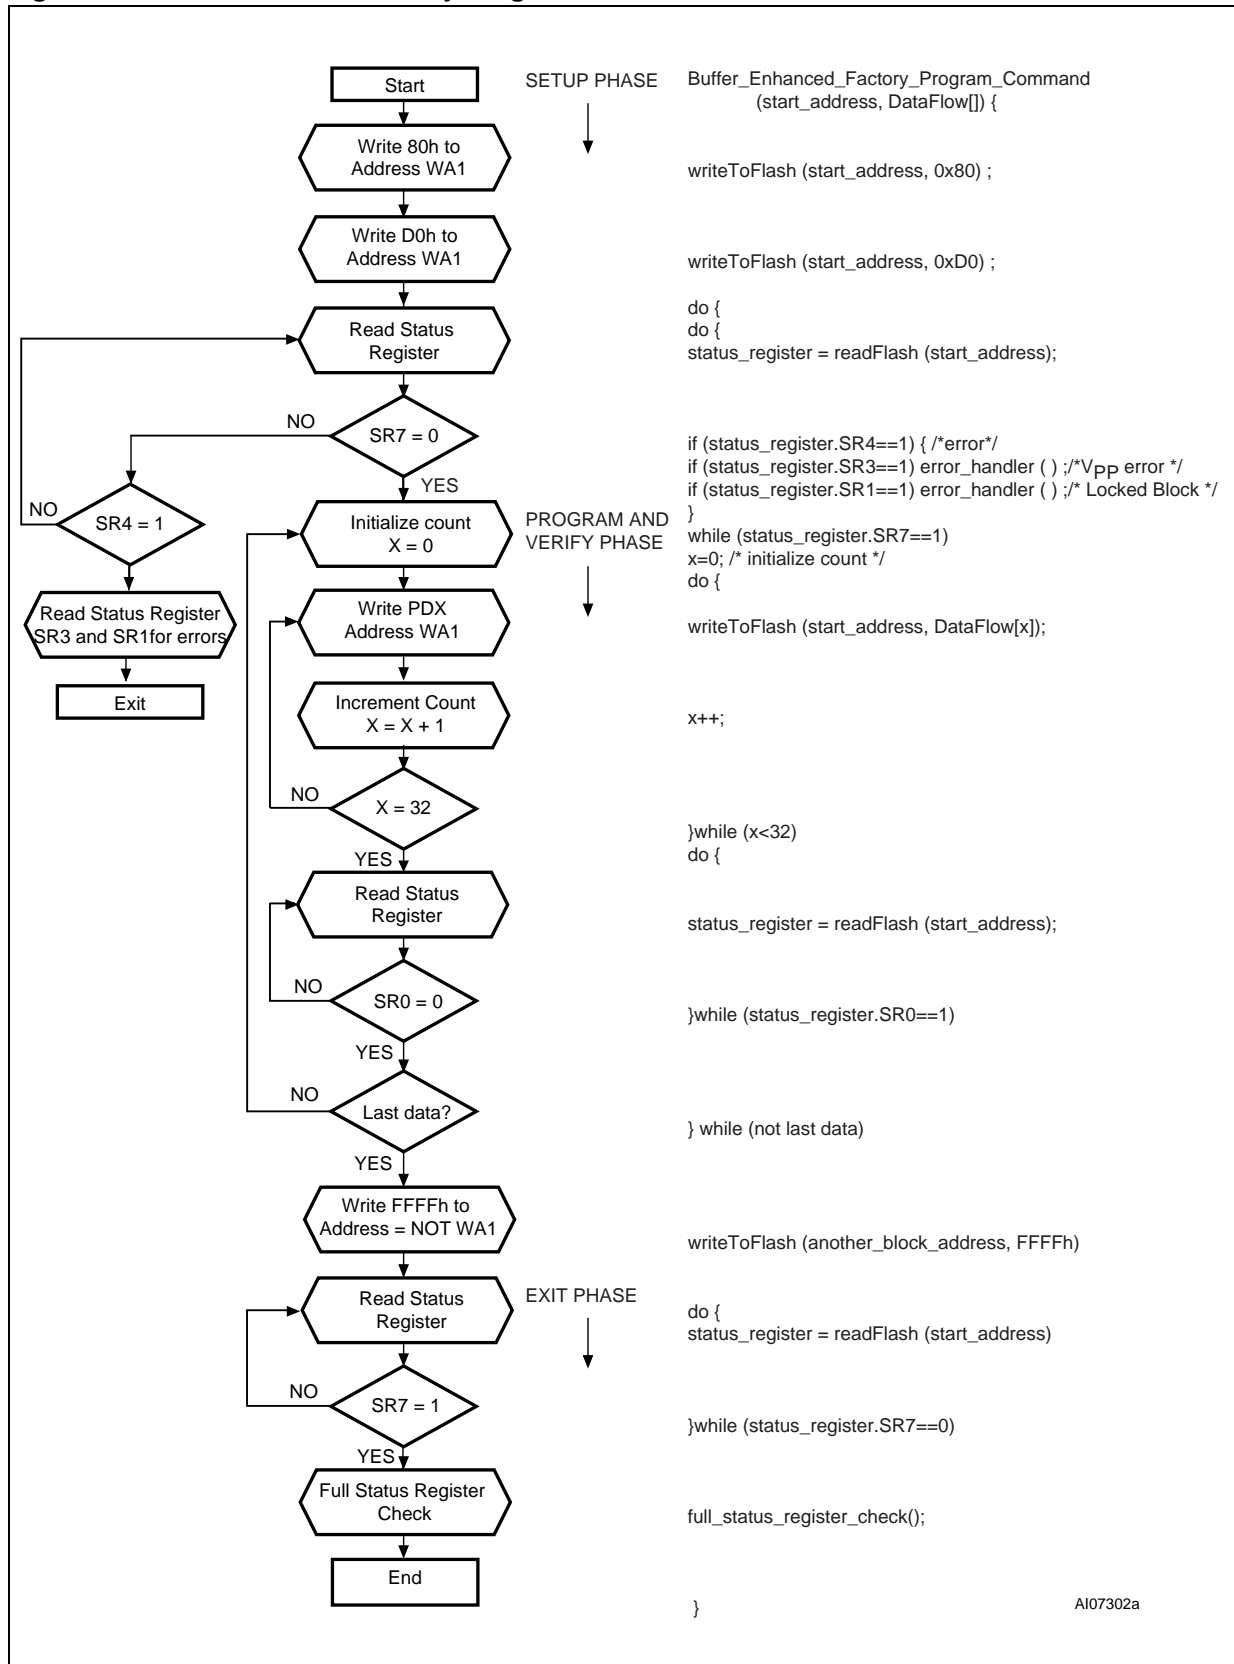 Start
SETUP PHASE
Buffer_Enhanced_Factory_Program_Command
(start_address, DataFlow[]) {
Write 80h to
Address WA1
writeToFlash (start_address, 0x80) ;
Write D0h to
Address WA1
writeToFlash (start_address, 0xD0) ;
do {
do {
Read Status
Register
status_register = readFlash (start_address);
NO
SR7 = 0
YES
if (status_register.SR4==1) { /*error*/
if (status_register.SR3==1) error_handler ( ) ;/*VPP error */
if (status_register.SR1==1) error_handler ( ) ;/* Locked Block */
}
while (status_register.SR7==1)
x=0; /* initialize count */
do {
NO
SR4 = 1
Initialize count
X = 0
PROGRAM AND
VERIFY PHASE
Read Status Register
SR3 and SR1for errors
Exit
Write PDX
Address WA1
writeToFlash (start_address, DataFlow[x]);
Increment Count
X = X + 1
x++;
NO
X = 32
YES
}while (x<32)
do {
Read Status
Register
status_register = readFlash (start_address);
NO
SR0 = 0
YES
}while (status_register.SR0==1)
NO
Last data?
YES
} while (not last data)
Write FFFFh to
Address = NOT WA1
writeToFlash (another_block_address, FFFFh)
Read Status
Register
EXIT PHASE
do {
status_register = readFlash (start_address)
NO
SR7 = 1
YES
}while (status_register.SR7==0)
Full Status Register
Check
full_status_register_check();
End
}
AI07302a